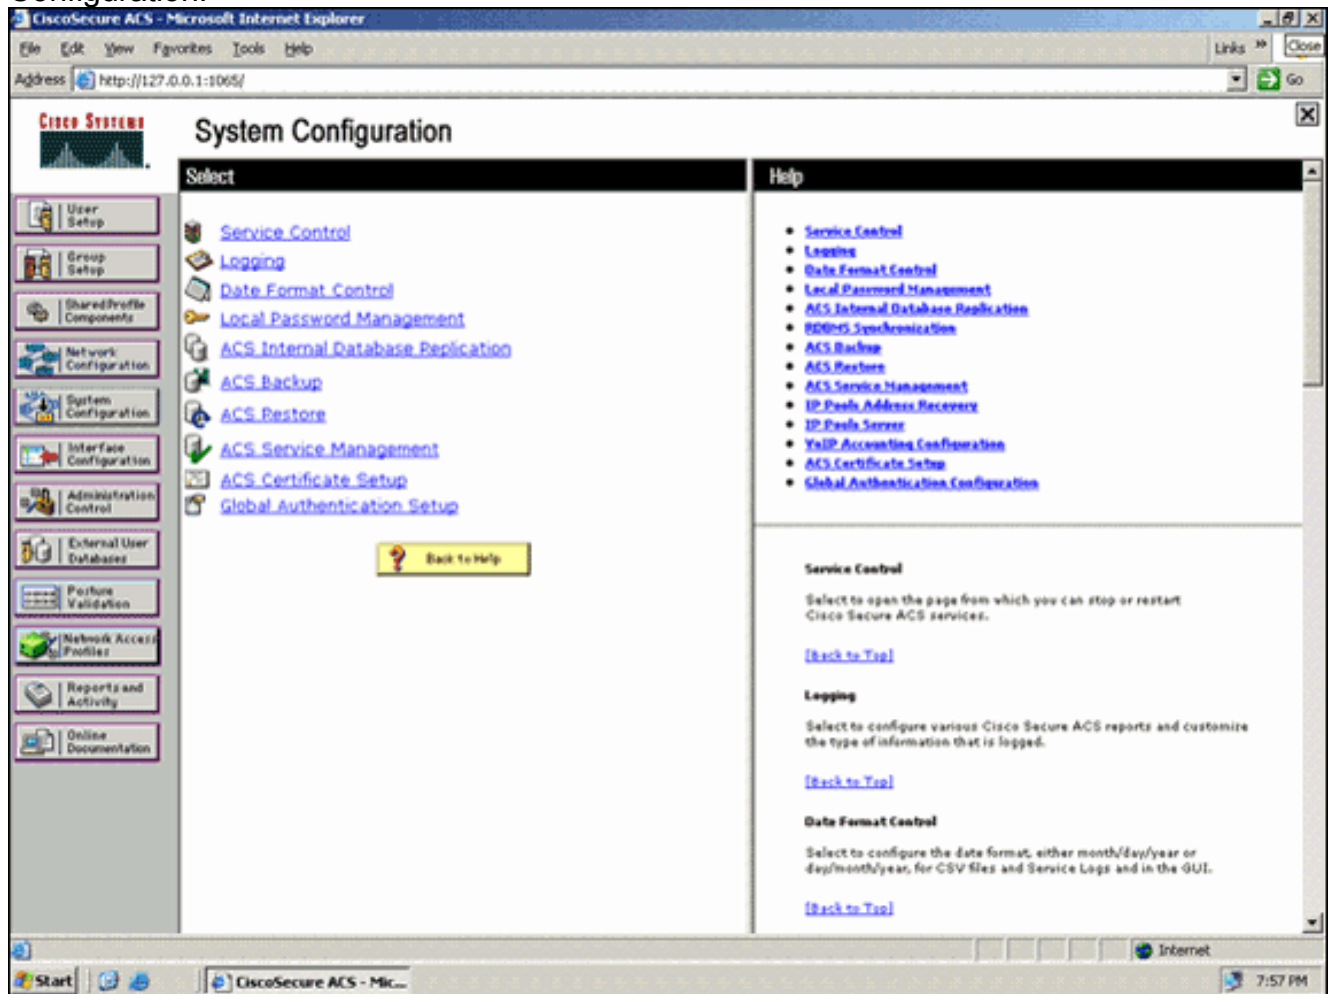 Configuration.
CiscoSecure ACS - Microsoft Internet Explorer
File Edit View Favorites Tools Help
Links » Close
Address http://127.0.0.1:1065/
Go
CISCO SYSTEMS
System Configuration
Select
User
Setup
Group
Setup
Shared Profile
Components
Network
Configuration
System
Configuration
Interface
Configuration
Administration
Control
External User
Databases
Posture
Validation
Network Access
Profiles
Reports and
Activity
Online
Documentation
Service Control
Logging
Date Format Control
Local Password Management
ACS Internal Database Replication
ACS Backup
ACS Restore
ACS Service Management
ACS Certificate Setup
Global Authentication Setup
Back to Help
Help
• Service Control
• Logging
• Date Format Control
• Local Password Management
• ACS Internal Database Replication
• RDBMS Synchronization
• ACS Backup
• ACS Restore
• ACS Service Management
• IP Pools Address Recovery
• IP Pools Server
• VoIP Accounting Configuration
• ACS Certificate Setup
• Global Authentication Configuration
Service Control
Select to open the page from which you can stop or restart
Cisco Secure ACS services.
[Back to Top]
Logging
Select to configure various Cisco Secure ACS reports and customize
the type of information that is logged.
[Back to Top]
Date Format Control
Select to configure the date format, either month/day/year or
day/month/year, for CSV files and Service Logs and in the GUI.
[Back to Top]
Internet
Start
CiscoSecure ACS - Mic...
7:57 PM